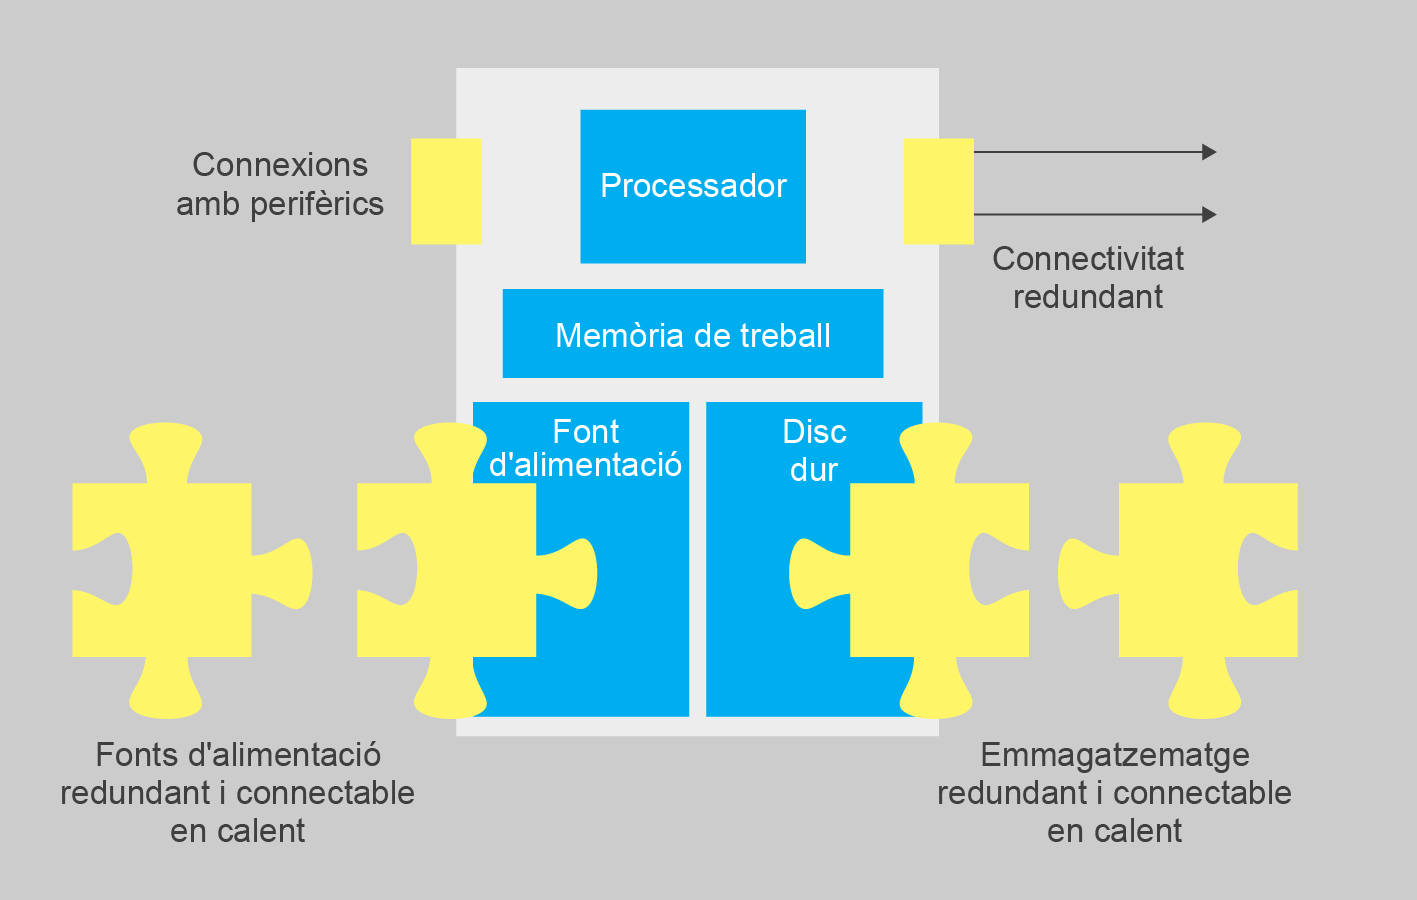 Connexions
amb perifèrics
Processador
Connectivitat
redundant
Memòria de treball
Font
d'alimentació
Disc
dur
Fonts d'alimentació
redundant i connectable
en calent
Emmagatzematge
redundant i connectable
en calent